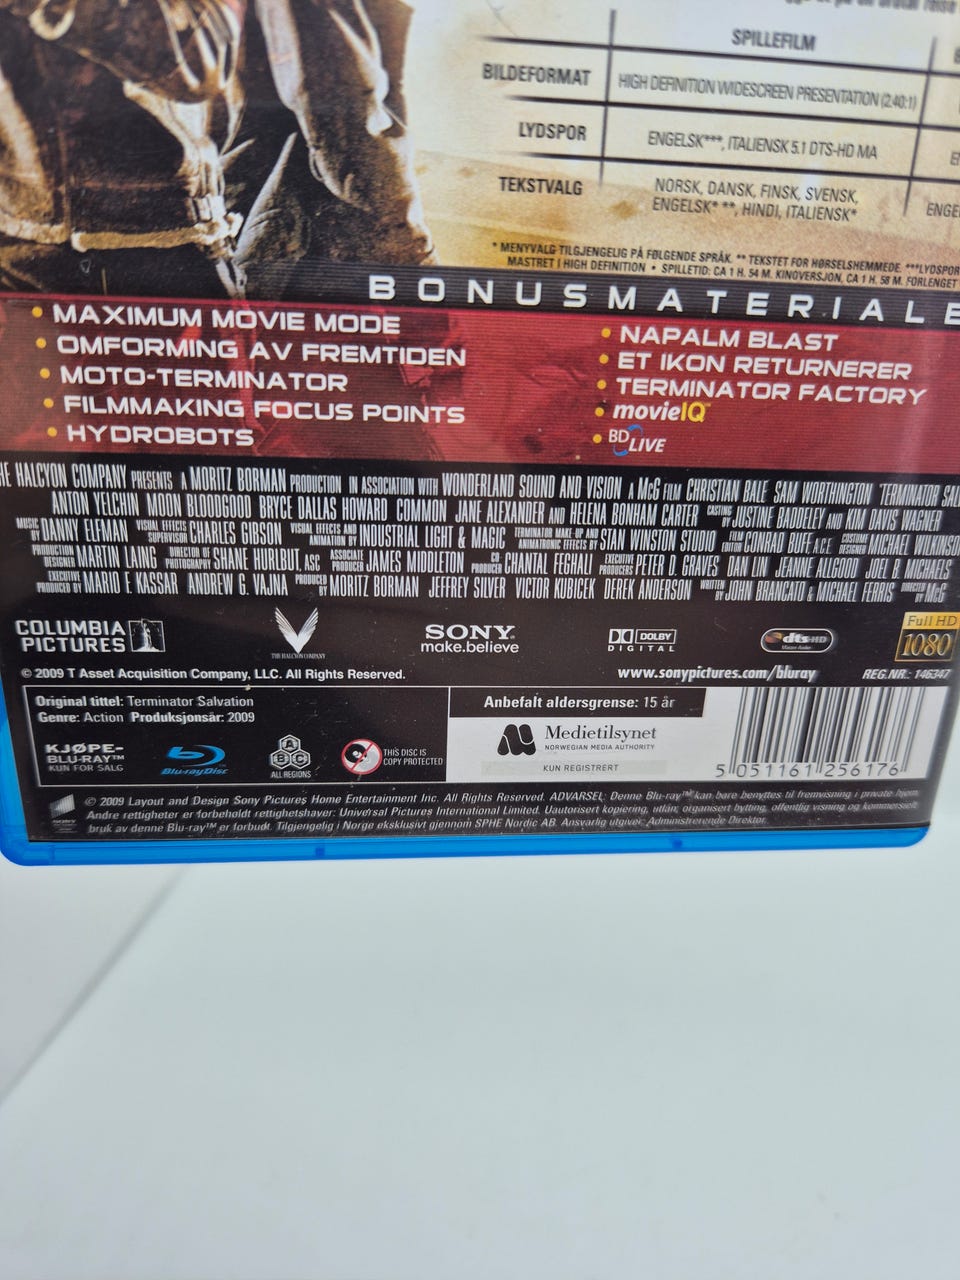 SPILLEFILM
BILDEFORMAT HIGH DEFINITION WIDESCREEN PRESENTATION (2.40:1)
LYDSPOR ENGELSK***, ITALIENSK 5.1 DTS-HD MA
TEKSTVALG NORSK, DANSK, FINSK, SVENSK,
ENGELSK* **, HINDI, ITALIENSK*
* MENYVALG TILGJENGELIG PÅ FØLGENDE SPRÅK. ** TEKSTET FOR HØRSELSHEMMEDE. ***LYDSPOR
MASTRET I HIGH DEFINITION • SPILLETID: CA 1 H. 54 M. KINOVERSJON, CA 1 H. 58 M. FORLENGET
BONUSMATERIALE
• MAXIMUM MOVIE MODE
• OMFORMING AV FREMTIDEN
• MOTO-TERMINATOR
• FILMMAKING FOCUS POINTS
• HYDROBOTS
• NAPALM BLAST
• ET IKON RETURNERER
• TERMINATOR FACTORY
• movieIQ™
• BD LIVE
HE HALCYON COMPANY PRESENTS A MORITZ BORMAN PRODUCTION IN ASSOCIATION WITH WONDERLAND SOUND AND VISION A McG FILM CHRISTIAN BALE SAM WORTHINGTON "TERMINATOR SAL
ANTON YELCHIN MOON BLOODGOOD BRYCE DALLAS HOWARD COMMON JANE ALEXANDER AND HELENA BONHAM CARTER CASTING BY JUSTINE BADDELEY AND KIM DAVIS WAGNER
MUSIC BY DANNY ELFMAN VISUAL EFFECTS SUPERVISOR CHARLES GIBSON VISUAL EFFECTS AND ANIMATION BY INDUSTRIAL LIGHT & MAGIC TERMINATOR MAKE-UP AND ANIMATRONIC EFFECTS BY STAN WINSTON STUDIO FILM EDITOR CONRAD BUFF, A.C.E. COSTUME DESIGNER MICHAEL WILKINSON
PRODUCTION DESIGNER MARTIN LAING DIRECTOR OF PHOTOGRAPHY SHANE HURLBUT, ASC ASSOCIATE PRODUCER JAMES MIDDLETON CO-PRODUCER CHANTAL FEGHALI EXECUTIVE PRODUCERS PETER D. GRAVES DAN LIN JEANNE ALLGOOD JOEL B. MICHAELS
EXECUTIVE PRODUCED BY MARIO F. KASSAR ANDREW G. VAJNA PRODUCED BY MORITZ BORMAN JEFFREY SILVER VICTOR KUBICEK DEREK ANDERSON WRITTEN BY JOHN BRANCATO & MICHAEL FERRIS DIRECTED BY McG
COLUMBIA PICTURES
THE HALCYON COMPANY
SONY
make.believe
DOLBY DIGITAL
dts-HD Master Audio
Full HD 1080
© 2009 T Asset Acquisition Company, LLC. All Rights Reserved.
www.sonypictures.com/bluray
REG.NR.: 146347
Original tittel: Terminator Salvation
Genre: Action Produksjonsår: 2009
KJØPE-
BLU-RAY™
KUN FOR SALG
Blu-ray Disc™
A B C
ALL REGIONS
THIS DISC IS
COPY PROTECTED
Anbefalt aldersgrense: 15 år
Medietilsynet
NORWEGIAN MEDIA AUTHORITY
KUN REGISTRERT
5 051161 256176
SONY
© 2009 Layout and Design Sony Pictures Home Entertainment Inc. All Rights Reserved. ADVARSEL: Denne Blu-ray™ kan bare benyttes til fremvisning i private hjem.
Andre rettigheter er forbeholdt rettighetshaver: Universal Pictures International Limited. Uautorisert kopiering, utlån, organisert bytting, offentlig visning og kommersiell
bruk av denne Blu-ray™ er forbudt. Tilgjengelig i Norge eksklusivt gjennom SPHE Nordic AB. Ansvarlig utgiver: Administrerende Direktør.